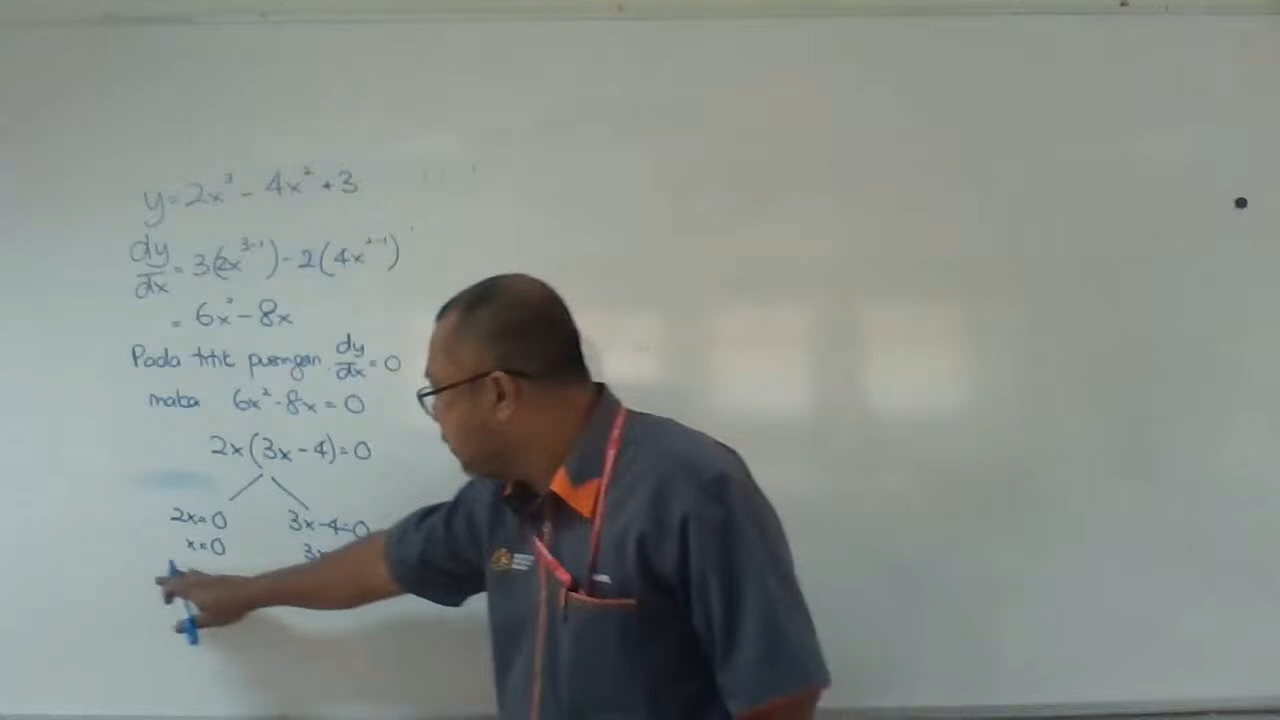 y = 2x³ - 4x² + 3
dy/dx = 3(2x³⁻¹) - 2(4x²⁻¹)
= 6x² - 8x
Pada titik pusingan, dy/dx = 0
maka 6x² - 8x = 0
2x(3x - 4) = 0
2x = 0 3x - 4 = 0
x = 0 3x